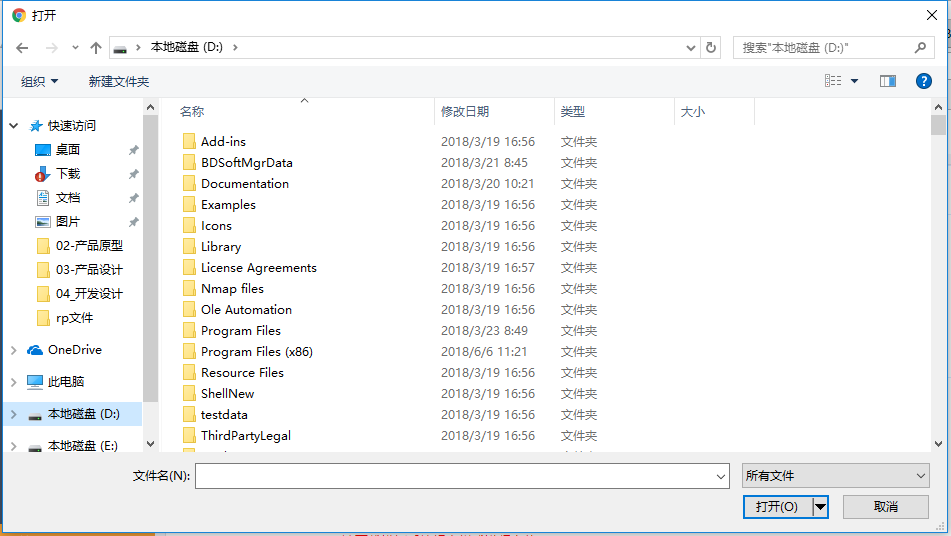 打开
本地磁盘 (D:)
搜索"本地磁盘 (D:)"
组织
新建文件夹
快速访问
桌面
下载
文档
图片
02-产品原型
03-产品设计
04_开发设计
rp文件
OneDrive
此电脑
本地磁盘 (D:)
本地磁盘 (E:)
名称 修改日期 类型 大小
Add-ins 2018/3/19 16:56 文件夹
BDSoftMgrData 2018/3/21 8:45 文件夹
Documentation 2018/3/20 10:21 文件夹
Examples 2018/3/19 16:56 文件夹
Icons 2018/3/19 16:56 文件夹
Library 2018/3/19 16:56 文件夹
License Agreements 2018/3/19 16:57 文件夹
Nmap files 2018/3/19 16:56 文件夹
Ole Automation 2018/3/19 16:56 文件夹
Program Files 2018/3/23 8:49 文件夹
Program Files (x86) 2018/6/6 11:21 文件夹
Resource Files 2018/3/19 16:56 文件夹
ShellNew 2018/3/19 16:56 文件夹
testdata 2018/3/19 16:56 文件夹
ThirdPartyLegal 2018/3/19 16:56 文件夹
文件名(N):
所有文件
打开(O)
取消